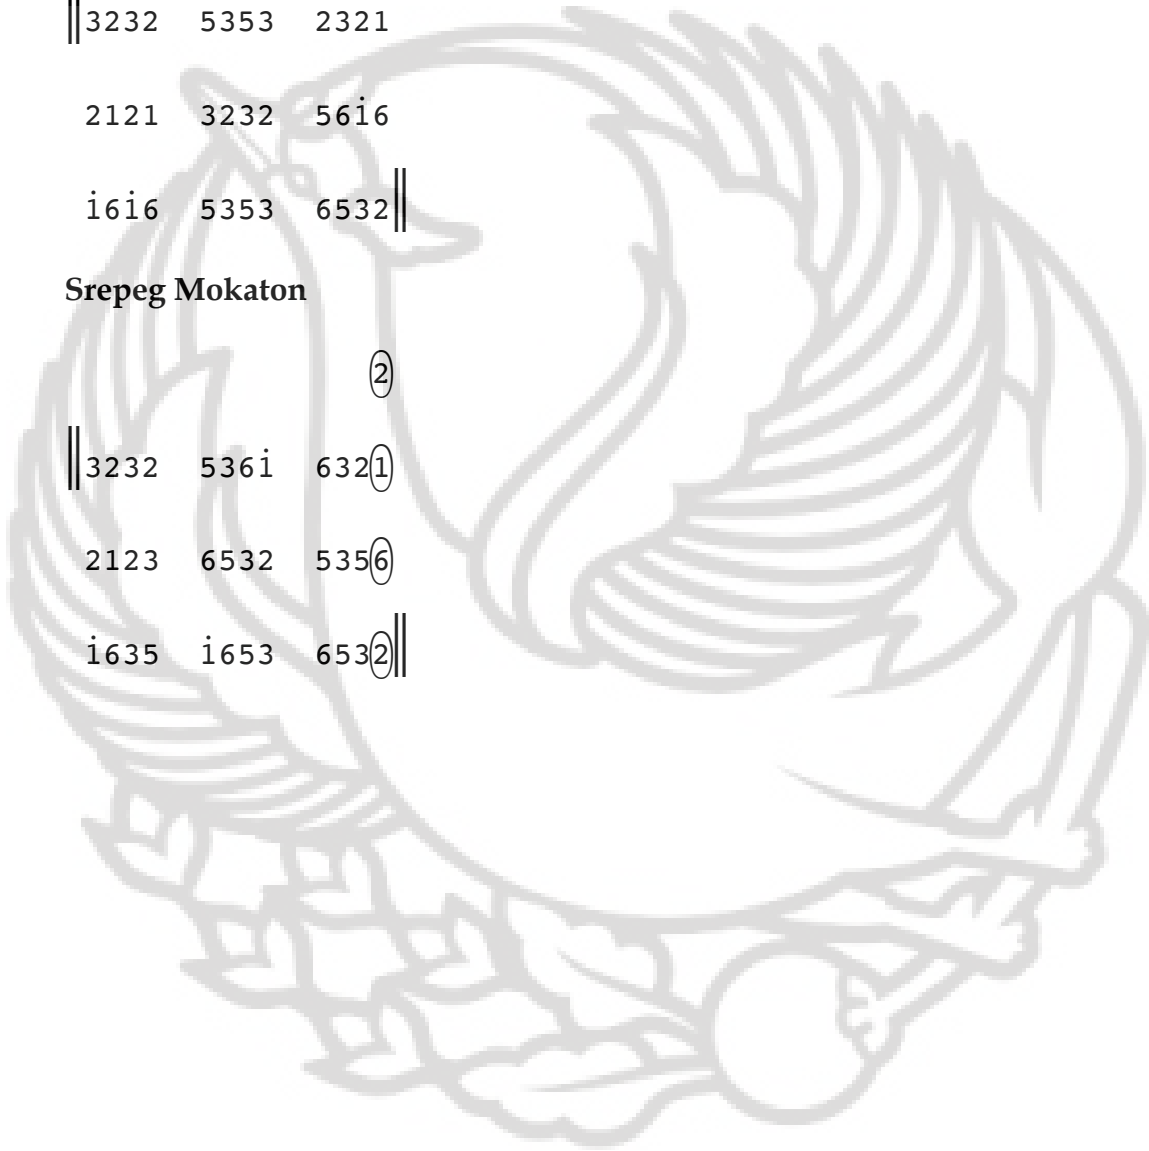 ‖3232 5353 2321
2121 3232 56i6
i6i6 5353 6532‖
Srepeg Mokaton
②
‖3232 536i 632①
2123 6532 535⑥
i635 i653 653②‖